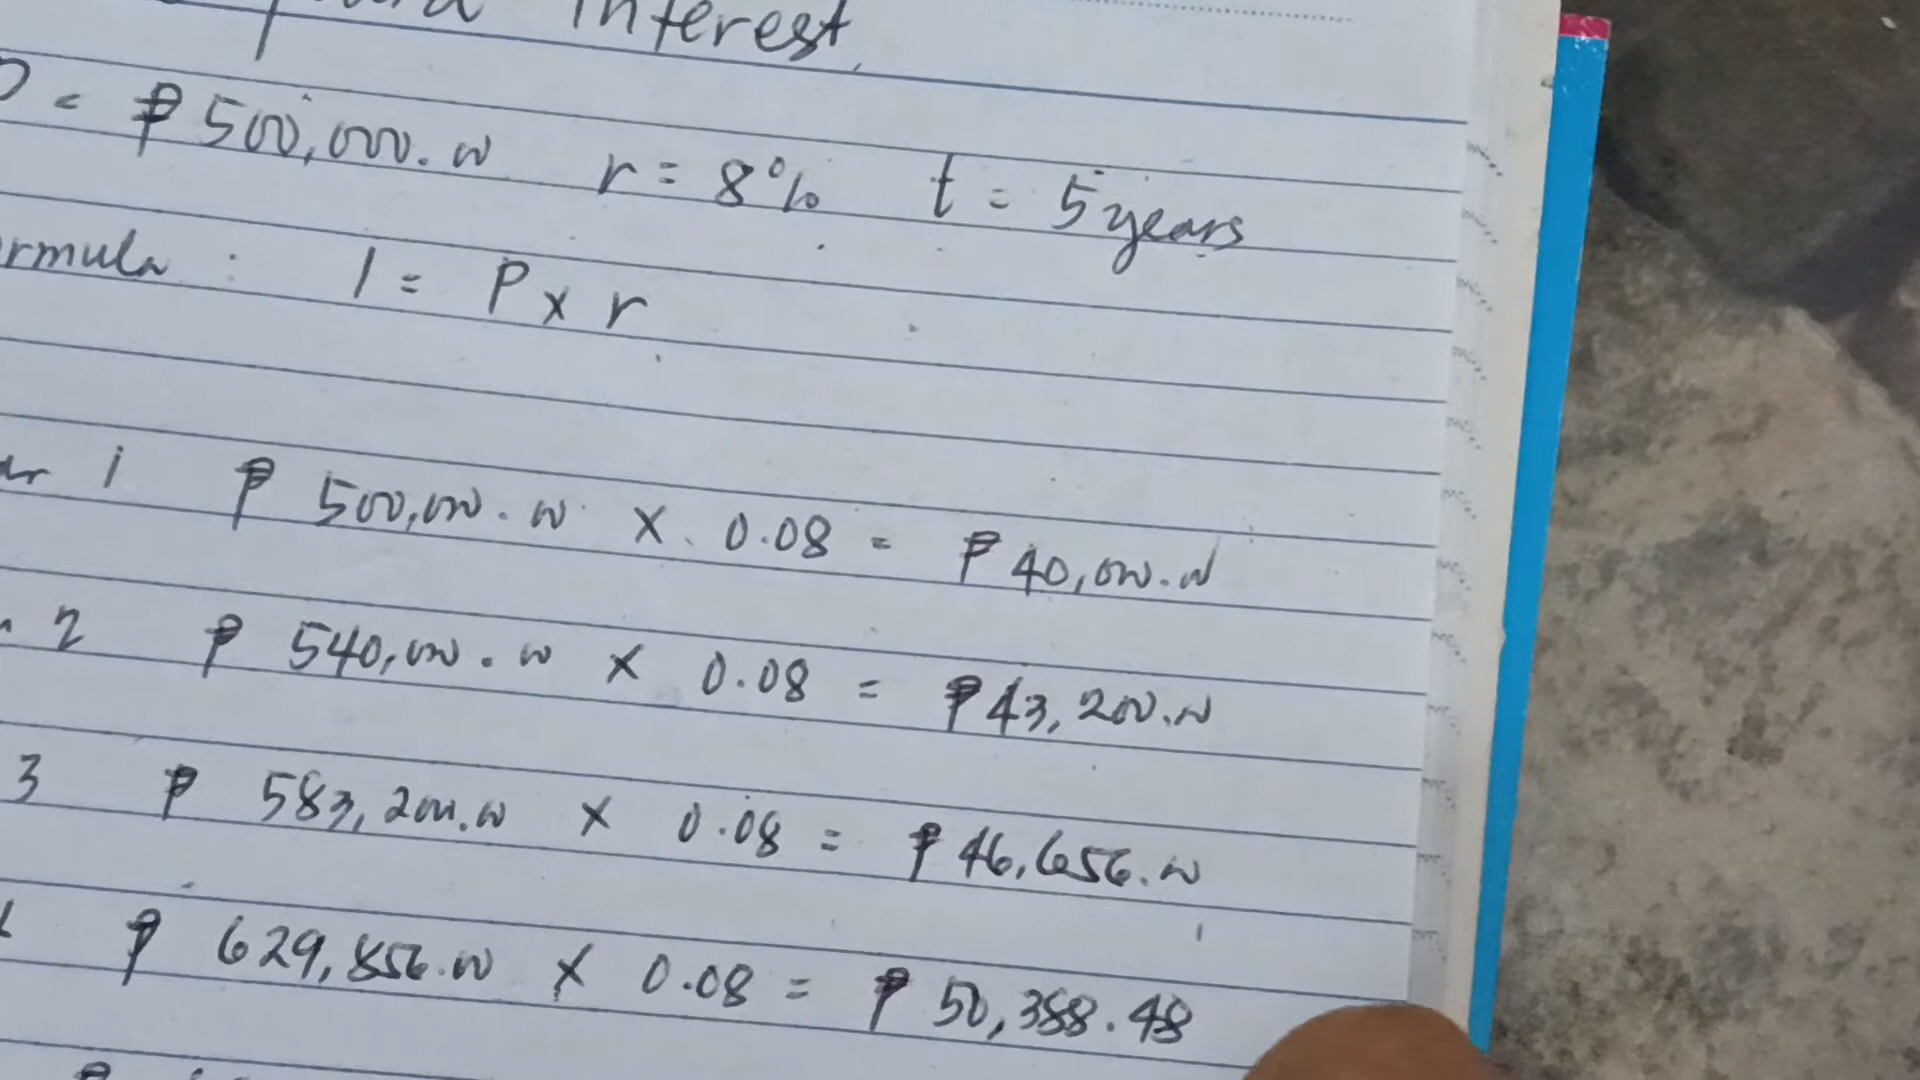 Interest
= ₱ 500,000.00 r = 8% t = 5 years
ormula : I = P x r
1 ₱ 500,000.00 x 0.08 = ₱ 40,000.00
2 ₱ 540,000.00 x 0.08 = ₱ 43,200.00
3 ₱ 583,200.00 x 0.08 = ₱ 46,656.00
₱ 629,856.00 x 0.08 = ₱ 50,388.48